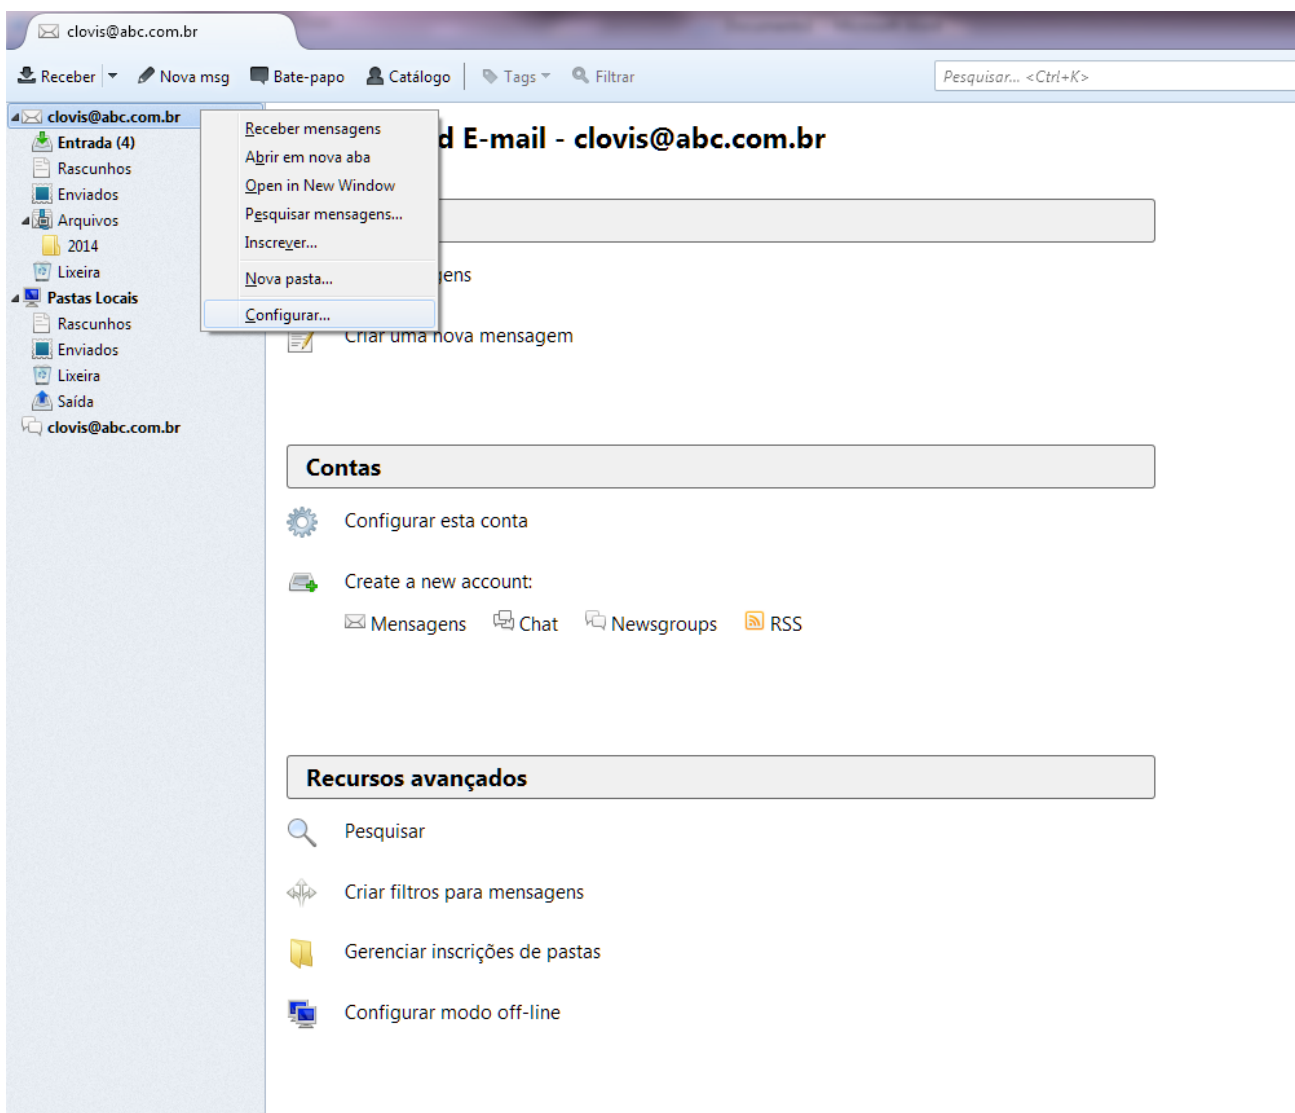 clovis@abc.com.br
Receber Nova msg Bate-papo Catálogo Tags Filtrar Pesquisar... <Ctrl+K>
clovis@abc.com.br
Entrada (4)
Rascunhos
Enviados
Arquivos
2014
Lixeira
Pastas Locais
Rascunhos
Enviados
Lixeira
Saída
clovis@abc.com.br
Receber mensagens
Abrir em nova aba
Open in New Window
Pesquisar mensagens...
Inscrever...
Nova pasta...
Configurar...
d E-mail - clovis@abc.com.br
ens
Criar uma nova mensagem
Contas
Configurar esta conta
Create a new account:
Mensagens Chat Newsgroups RSS
Recursos avançados
Pesquisar
Criar filtros para mensagens
Gerenciar inscrições de pastas
Configurar modo off-line